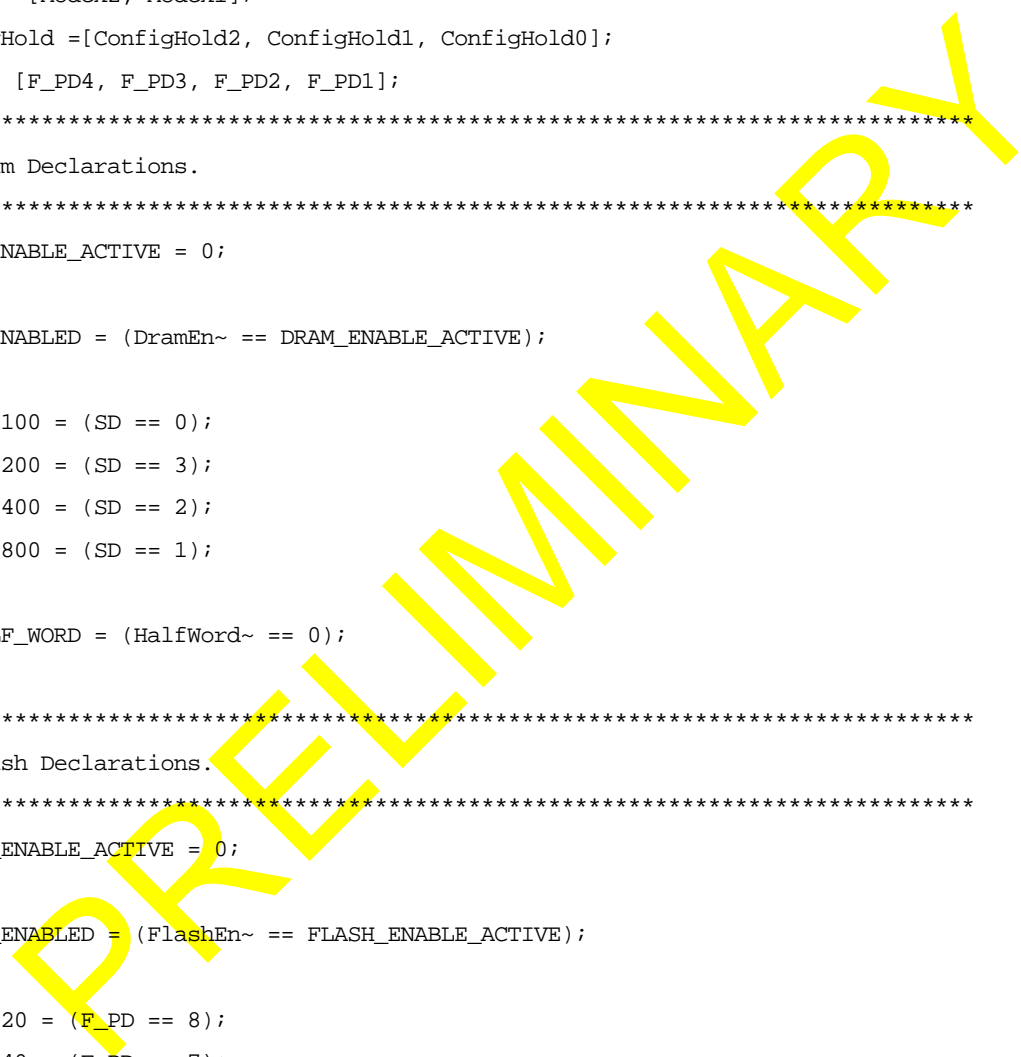 Hold =[ConfigHold2, ConfigHold1, ConfigHold0];
[F_PD4, F_PD3, F_PD2, F_PD1];
*************************************************************************
m Declarations.
*************************************************************************
NABLE_ACTIVE = 0;
NABLED = (DramEn~ == DRAM_ENABLE_ACTIVE);
100 = (SD == 0);
200 = (SD == 3);
400 = (SD == 2);
800 = (SD == 1);
F_WORD = (HalfWord~ == 0);
*************************************************************************
sh Declarations.
*************************************************************************
ENABLE_ACTIVE = 0;
ENABLED = (FlashEn~ == FLASH_ENABLE_ACTIVE);
20 = (F_PD == 8);
PRELIMINARY